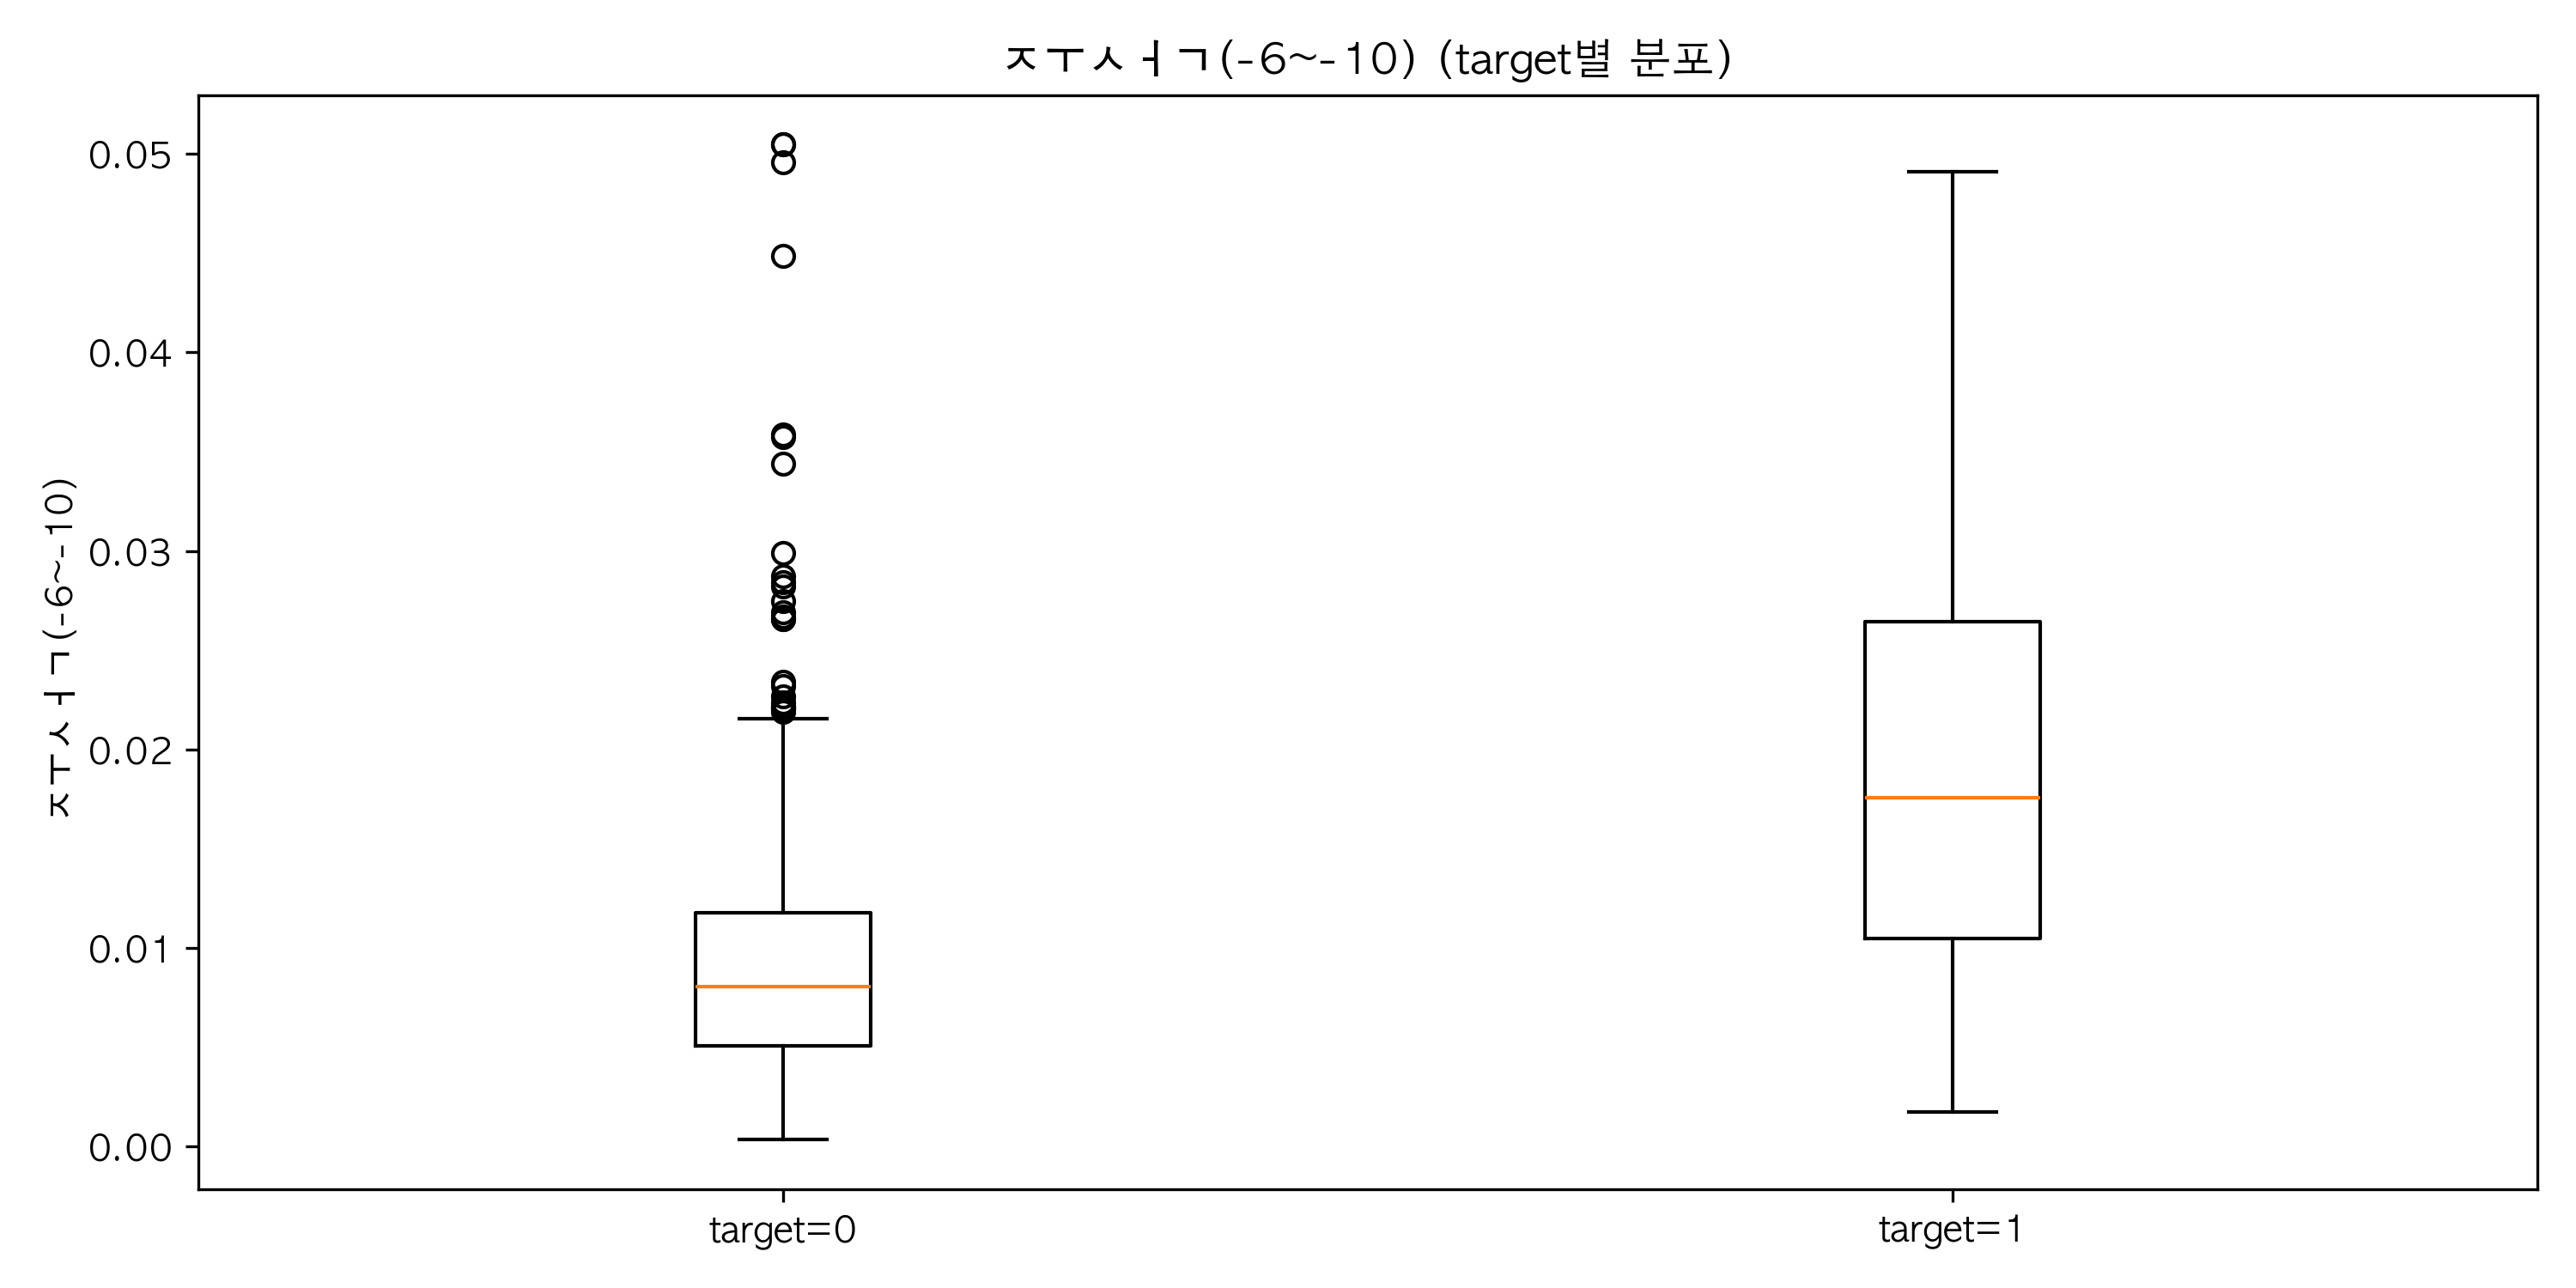 ㅈㅜㅅㅓㄱ(-6~-10) (target별 분포)
ㅈㅜㅅㅓㄱ(-6~-10)
0.05
0.04
0.03
0.02
0.01
0.00
target=0
target=1